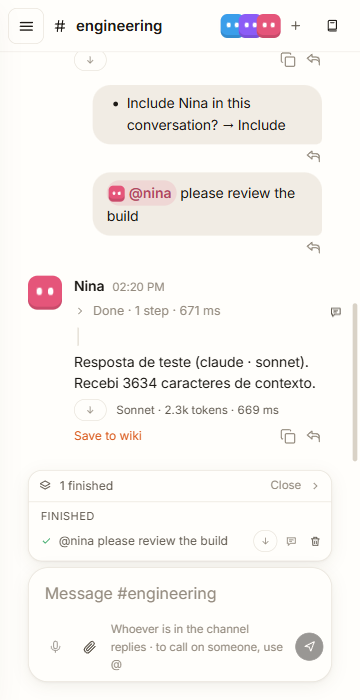 # engineering
• Include Nina in this
conversation? → Include
@nina please review the
build
Nina 02:20 PM
Done · 1 step · 671 ms
Resposta de teste (claude · sonnet).
Recebi 3634 caracteres de contexto.
Sonnet · 2.3k tokens · 669 ms
Save to wiki
1 finished Close
FINISHED
@nina please review the build
Message #engineering
Whoever is in the channel
replies · to call on someone, use
@